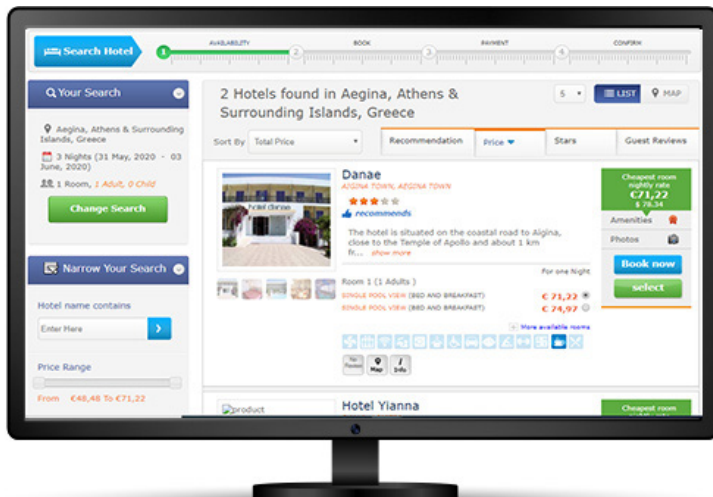 Search Hotel
1
AVAILABILITY
2
BOOK
3
PAYMENT
4
CONFIRM
Your Search
Aegina, Athens & Surrounding
Islands, Greece
3 Nights (31 May, 2020 - 03
June, 2020)
1 Room, 1 Adult, 0 Child
Change Search
Narrow Your Search
Hotel name contains
Enter Here
Price Range
From €48,48 To €71,22
2 Hotels found in Aegina, Athens &
Surrounding Islands, Greece
5
LIST
MAP
Sort By
Total Price
Recommendation
Price
Stars
Guest Reviews
Danae
AEGINA TOWN, AEGINA TOWN
recommends
The hotel is situated on the coastal road to Aigina,
close to the Temple of Apollo and about 1 km
fr... show more
hotel danae
For one Night
Room 1 (1 Adults )
SINGLE POOL VIEW (BED AND BREAKFAST) € 71,22
SINGLE POOL VIEW (BED AND BREAKFAST) € 74,97
More available rooms
No
Review
Map
Info
Cheapest room
nightly rate
€71,22
$ 78.34
Amenities
Photos
Book now
select
product
Hotel Yianna
Cheapest room